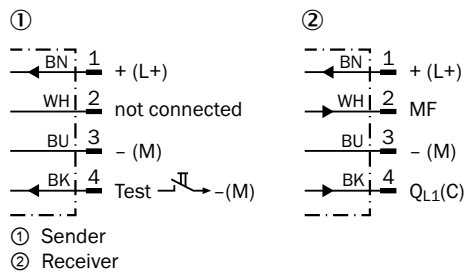 ① ②
BN 1 + (L+) BN 1 + (L+)
WH 2 not connected WH 2 MF
BU 3 – (M) BU 3 – (M)
BK 4 Test –(M) BK 4 QL1(C)
① Sender
② Receiver